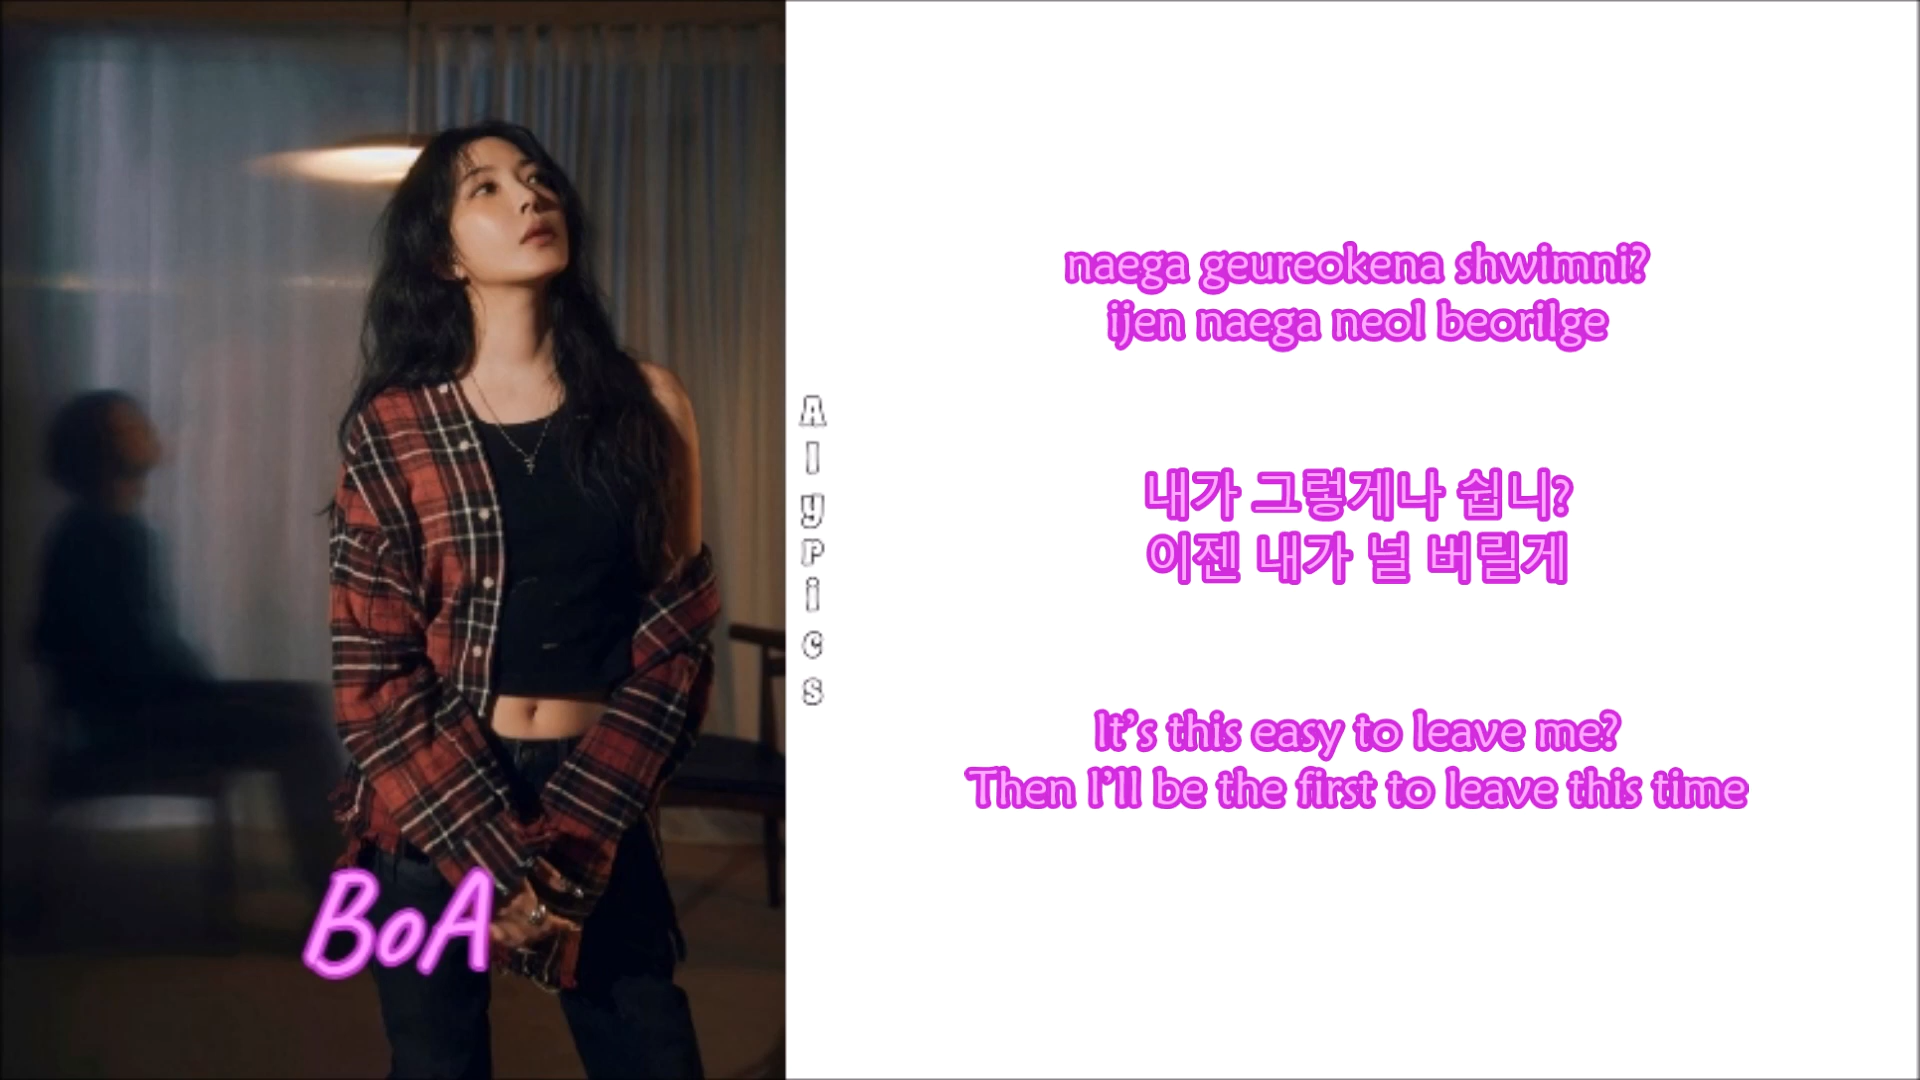 BoA
AlyPics
naega geureokena shwimni?
ijen naega neol beorilge
내가 그렇게나 쉽니?
이젠 내가 널 버릴게
It's this easy to leave me?
Then I'll be the first to leave this time